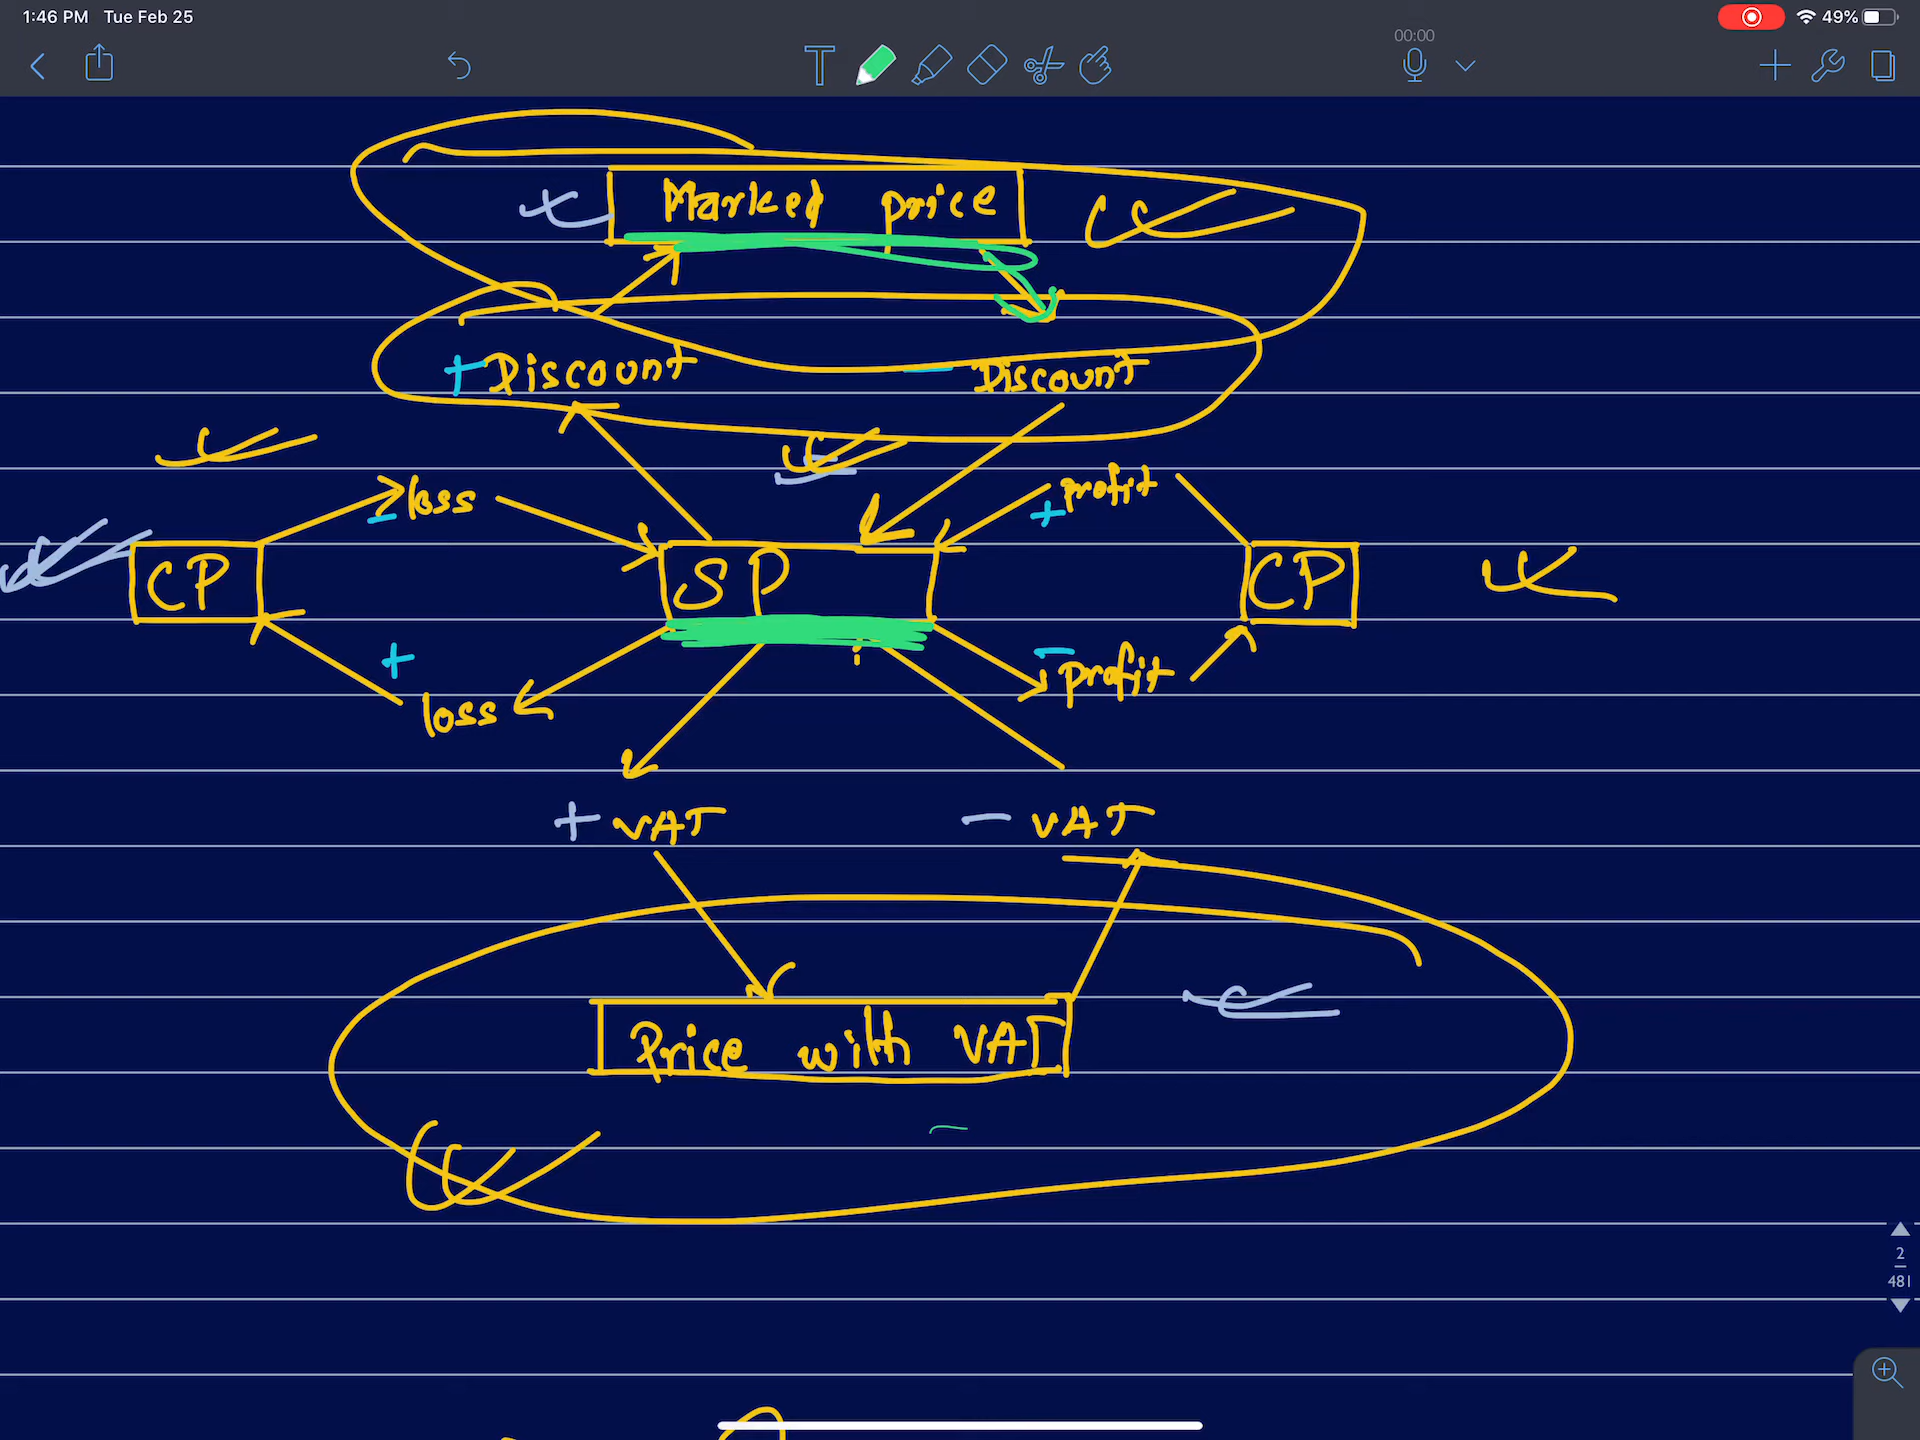 1:46 PM Tue Feb 25
49%
00:00
T
Marked price
+ Discount - Discount
- loss + profit
CP SP CP
+ loss - profit
+ VAT - VAT
Price with VAT
2
481